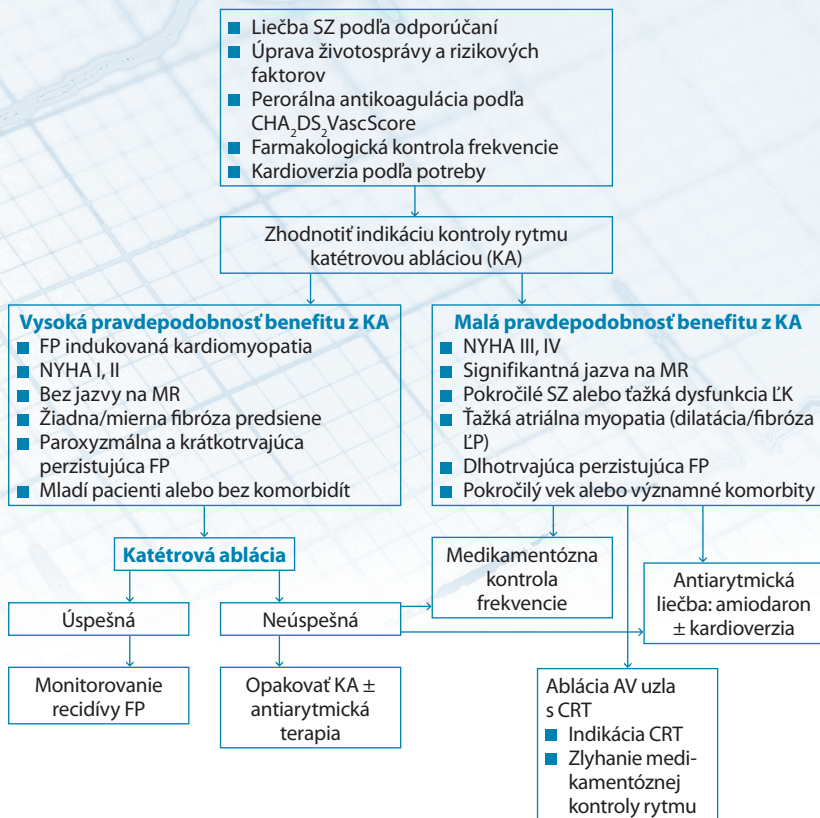 ■ Liečba SZ podľa odporúčaní
■ Úprava životosprávy a rizikových
faktorov
■ Perorálna antikoagulácia podľa
CHA₂DS₂VascScore
■ Farmakologická kontrola frekvencie
■ Kardioverzia podľa potreby
Zhodnotiť indikáciu kontroly rytmu
katétrovou abláciou (KA)
Vysoká pravdepodobnosť benefitu z KA
■ FP indukovaná kardiomyopatia
■ NYHA I, II
■ Bez jazvy na MR
■ Žiadna/mierna fibróza predsiene
■ Paroxyzmálna a krátkotrvajúca
perzistujúca FP
■ Mladí pacienti alebo bez komorbidít
Malá pravdepodobnosť benefitu z KA
■ NYHA III, IV
■ Signifikantná jazva na MR
■ Pokročilé SZ alebo ťažká dysfunkcia ĽK
■ Ťažká atriálna myopatia (dilatácia/fibróza
ĽP)
■ Dlhotrvajúca perzistujúca FP
■ Pokročilý vek alebo významné komorbity
Katétrová ablácia
Úspešná
Neúspešná
Monitorovanie
recidívy FP
Opakovať KA ±
antiarytmická
terapia
Medikamentózna
kontrola
frekvencie
Antiarytmická
liečba: amiodaron
± kardioverzia
Ablácia AV uzla
s CRT
■ Indikácia CRT
■ Zlyhanie medi-
kamentóznej
kontroly rytmu